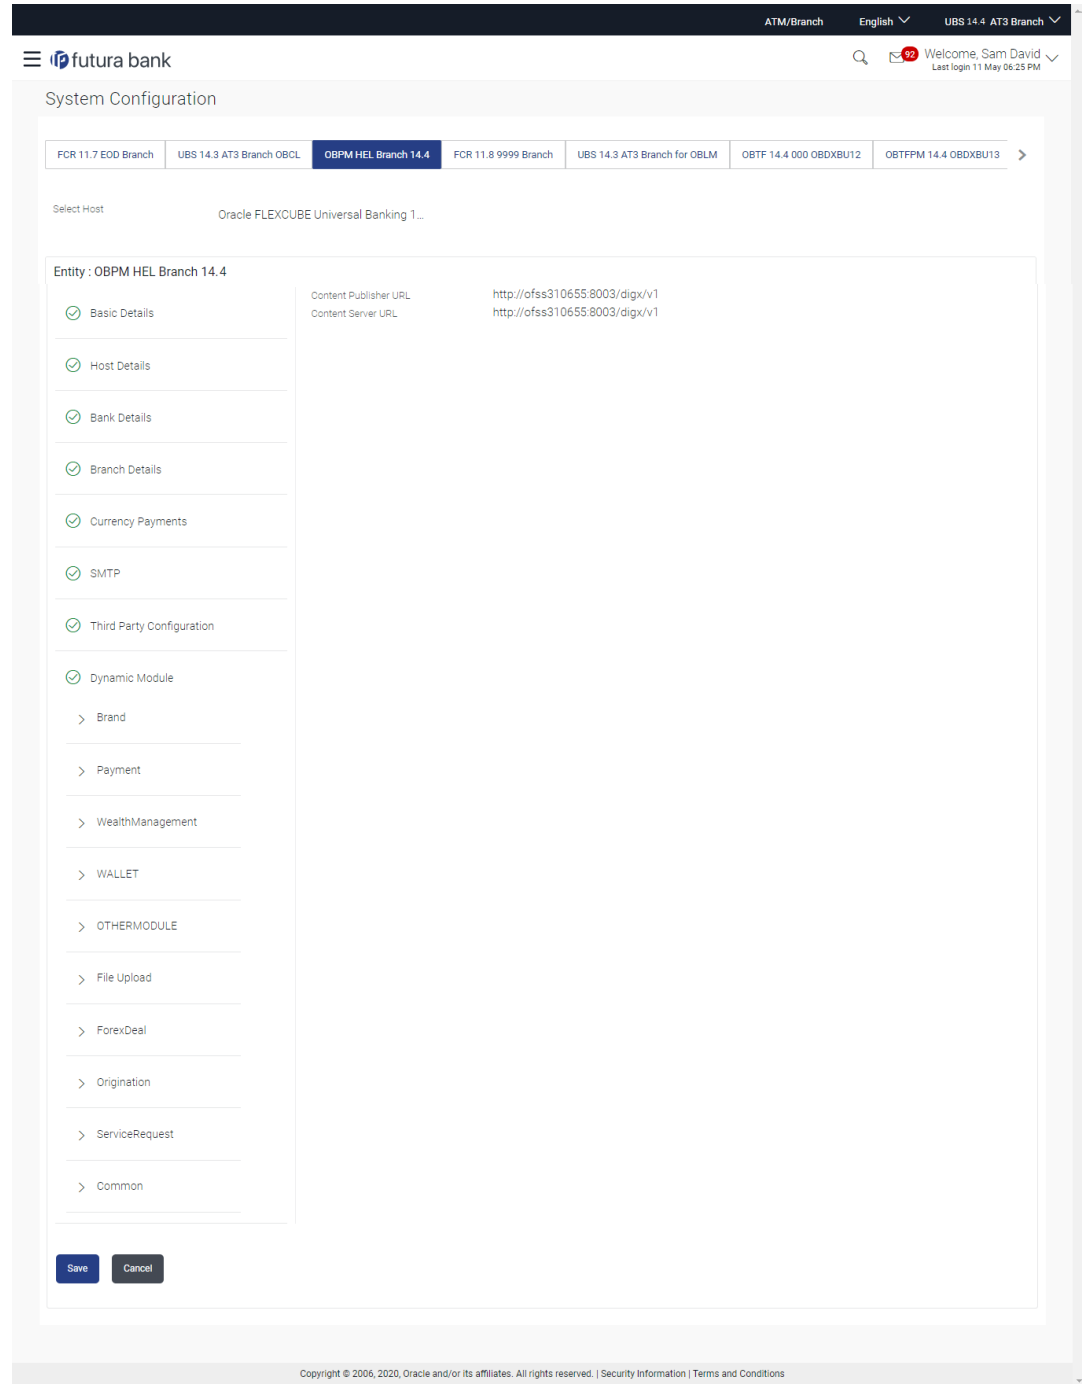 ATM/Branch English UBS 14.4 AT3 Branch
futura bank 92 Welcome, Sam David
Last login 11 May 06:25 PM
System Configuration
FCR 11.7 EOD Branch UBS 14.3 AT3 Branch OBCL OBPM HEL Branch 14.4 FCR 11.8 9999 Branch UBS 14.3 AT3 Branch for OBLM OBTF 14.4 000 OBDXBU12 OBTFPM 14.4 OBDXBU13
Select Host Oracle FLEXCUBE Universal Banking 1...
Entity : OBPM HEL Branch 14.4
Content Publisher URL http://ofss310655:8003/digx/v1
Content Server URL http://ofss310655:8003/digx/v1
Basic Details
Host Details
Bank Details
Branch Details
Currency Payments
SMTP
Third Party Configuration
Dynamic Module
Brand
Payment
WealthManagement
WALLET
OTHERMODULE
File Upload
ForexDeal
Origination
ServiceRequest
Common
Save Cancel
Copyright © 2006, 2020, Oracle and/or its affiliates. All rights reserved. | Security Information | Terms and Conditions